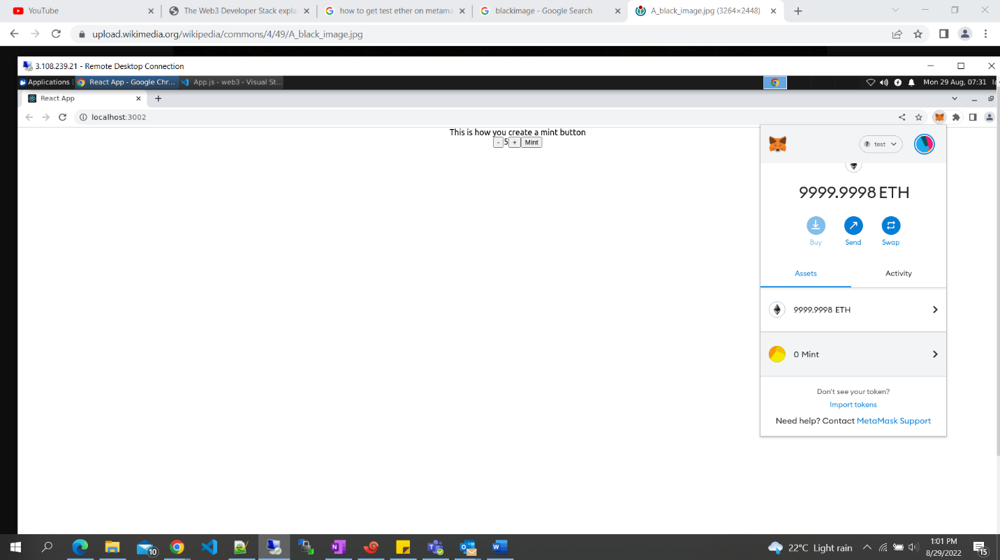 YouTube
The Web3 Developer Stack expla
how to get test ether on metama
blackimage - Google Search
A_black_image.jpg (3264×2448)
upload.wikimedia.org/wikipedia/commons/4/49/A_black_image.jpg
3.108.239.21 - Remote Desktop Connection
Applications
React App - Google Chr...
App.js - web3 - Visual St...
Mon 29 Aug, 07:31
React App
localhost:3002
This is how you create a mint button
- 5 + Mint
test
9999.9998 ETH
Buy
Send
Swap
Assets
Activity
9999.9998 ETH
0 Mint
Don't see your token?
Import tokens
Need help? Contact MetaMask Support
10
22°C Light rain
1:01 PM
8/29/2022
15